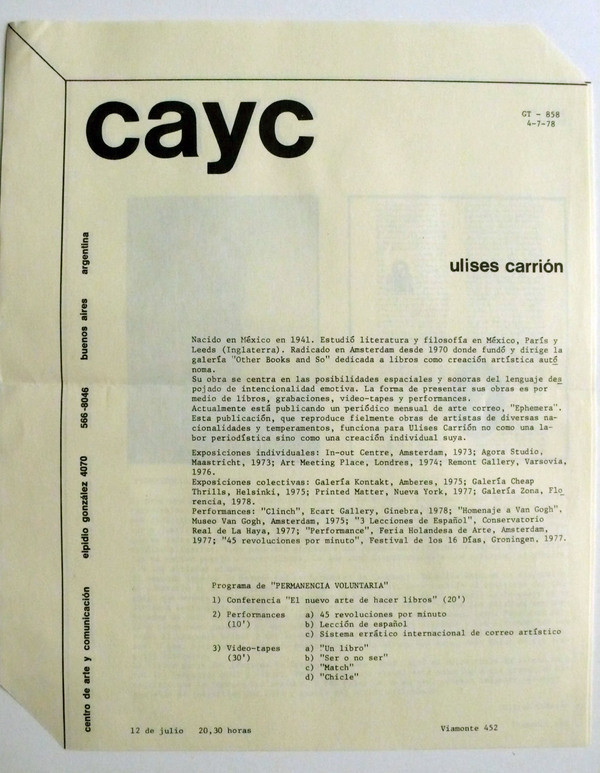 cayc
GT - 858
4-7-78
ulises carrión
Nacido en México en 1941. Estudió literatura y filosofía en México, París y
Leeds (Inglaterra). Radicado en Amsterdam desde 1970 donde fundó y dirige la
galería "Other Books and So" dedicada a libros como creación artística autó
noma.
Su obra se centra en las posibilidades espaciales y sonoras del lenguaje des
pojado de intencionalidad emotiva. La forma de presentar sus obras es por
medio de libros, grabaciones, video-tapes y performances.
Actualmente está publicando un periódico mensual de arte correo, "Ephemera".
Esta publicación, que reproduce fielmente obras de artistas de diversas na-
cionalidades y temperamentos, funciona para Ulises Carrión no como una la-
bor periodística sino como una creación individual suya.
Exposiciones individuales: In-out Centre, Amsterdam, 1973; Agora Studio,
Maastricht, 1973; Art Meeting Place, Londres, 1974; Remont Gallery, Varsovia,
1976.
Exposiciones colectivas: Galería Kontakt, Amberes, 1975; Galería Cheap
Thrills, Helsinki, 1975; Printed Matter, Nueva York, 1977; Galería Zona, Flo
rencia, 1978.
Performances: "Clinch", Ecart Gallery, Ginebra, 1978; "Homenaje a Van Gogh",
Museo Van Gogh, Amsterdam, 1975; "3 Lecciones de Español", Conservatorio
Real de La Haya, 1977; "Performance", Feria Holandesa de Arte, Amsterdam,
1977; "45 revoluciones por minuto", Festival de los 16 Días, Groningen, 1977.
Programa de "PERMANENCIA VOLUNTARIA"
1) Conferencia "El nuevo arte de hacer libros" (20')
2) Performances a) 45 revoluciones por minuto
(10') b) Lección de español
c) Sistema errático internacional de correo artístico
3) Video-tapes a) "Un libro"
(30') b) "Ser o no ser"
c) "Match"
d) "Chicle"
12 de julio 20,30 horas Viamonte 452
centro de arte y comunicación elpidio gonzález 4070 566-8046 buenos aires argentina